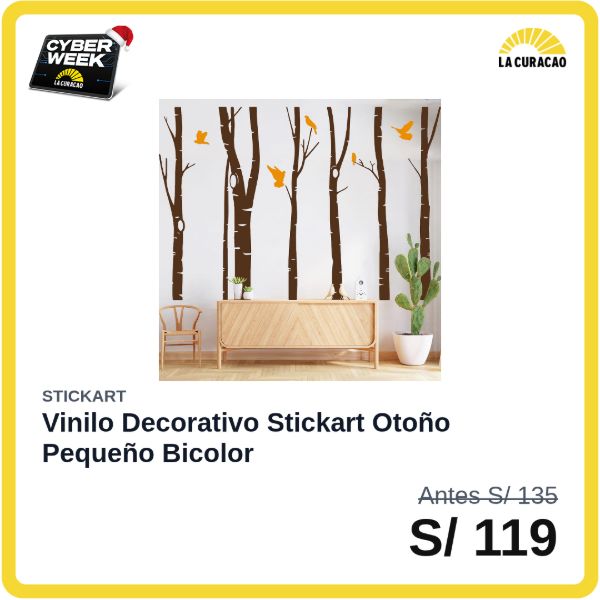 CYBER
WEEK
LA CURACAO
LA CURACAO
STICKART
Vinilo Decorativo Stickart Otoño
Pequeño Bicolor
Antes S/ 135
S/ 119